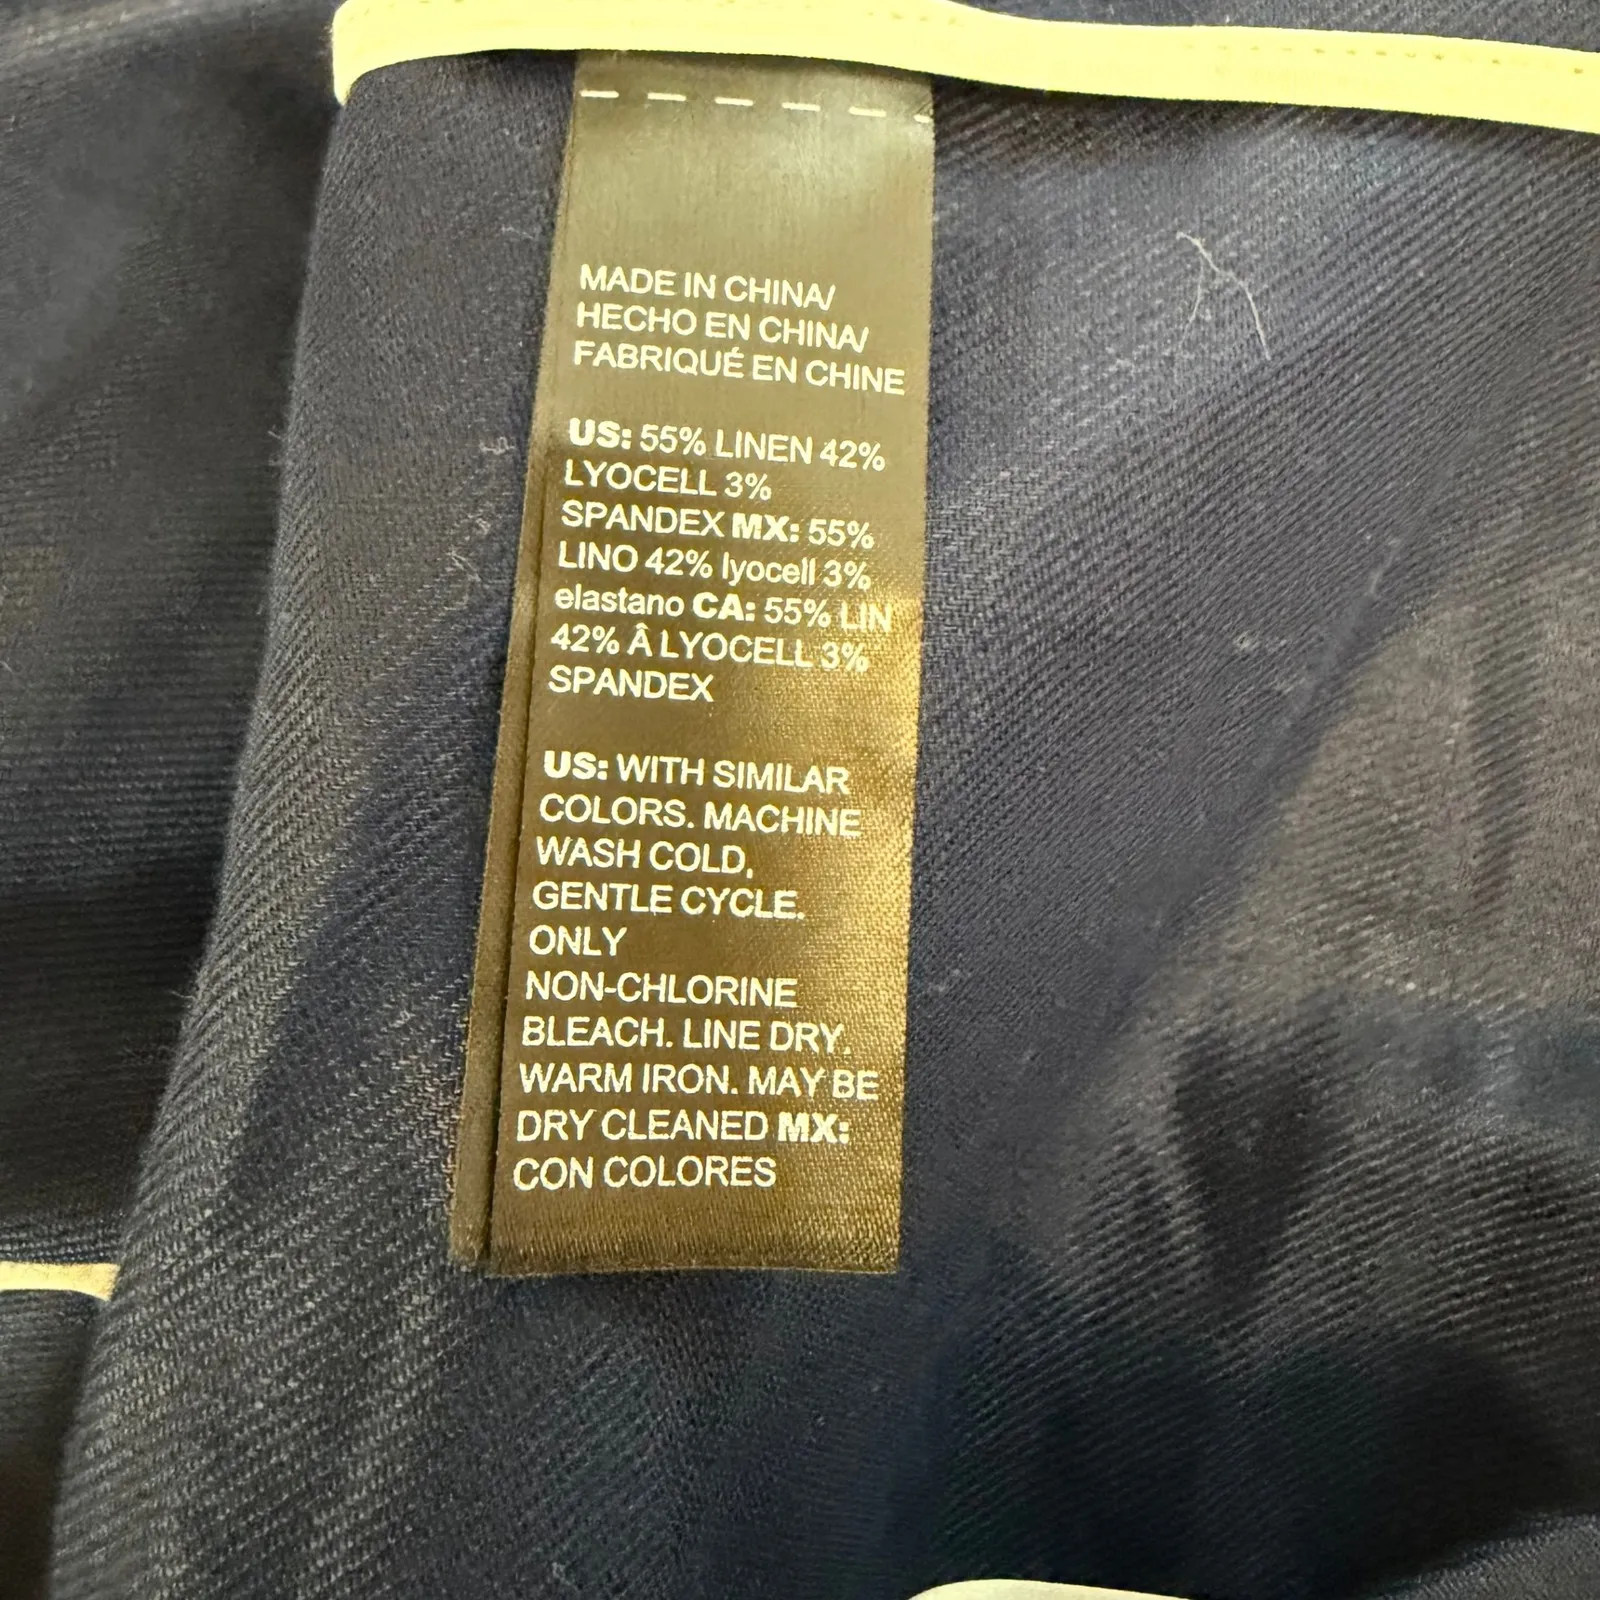 MADE IN CHINA/
HECHO EN CHINA/
FABRIQUÉ EN CHINE
US: 55% LINEN 42%
LYOCELL 3%
SPANDEX MX: 55%
LINO 42% lyocell 3%
elastano CA: 55% LIN
42% Â LYOCELL 3%
SPANDEX
US: WITH SIMILAR
COLORS. MACHINE
WASH COLD,
GENTLE CYCLE.
ONLY
NON-CHLORINE
BLEACH. LINE DRY.
WARM IRON. MAY BE
DRY CLEANED MX:
CON COLORES